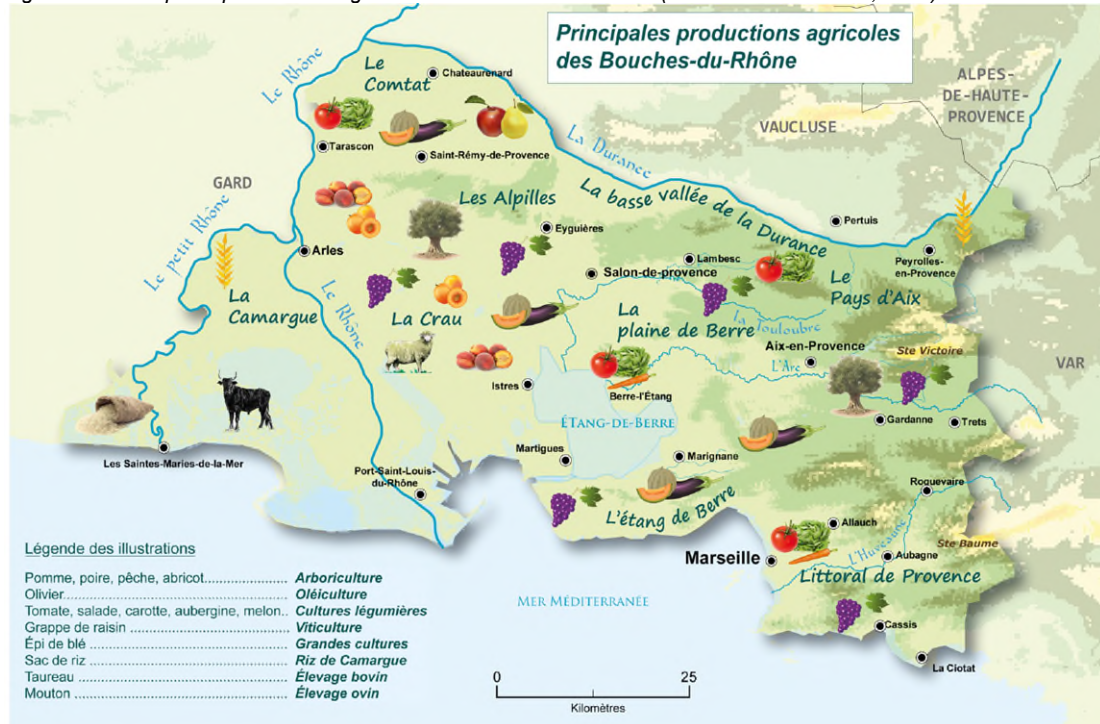 Principales productions agricoles
des Bouches-du-Rhône
Le
Comtat
Chateaurenard
Le Rhône
ALPES-
DE-HAUTE-
PROVENCE
VAUCLUSE
La Durance
Tarascon
Saint-Rémy-de-Provence
GARD
Les Alpilles
La basse vallée de la
Durance
Pertuis
Le petit Rhône
Eyguières
Arles
Lambesc
Peyrolles-
en-Provence
Salon-de-provence
Le
Pays d'Aix
La
Camargue
Le Rhône
La Crau
La
plaine de Berre
La Touloubre
Aix-en-Provence
Ste Victoire
L'Arc
VAR
Istres
Berre-l'Étang
ÉTANG-DE-BERRE
Gardanne
Trets
Les Saintes-Maries-de-la-Mer
Martigues
Marignane
Port-Saint-Louis-
du-Rhône
L'étang de Berre
Roquevaire
Allauch
L'Huveaune
Ste Baume
Marseille
Aubagne
Littoral de Provence
MER MÉDITERRANÉE
Cassis
La Ciotat
Légende des illustrations
Pomme, poire, pêche, abricot..................... Arboriculture
Olivier...................................................... Oléiculture
Tomate, salade, carotte, aubergine, melon.. Cultures légumières
Grappe de raisin ...................................... Viticulture
Épi de blé ................................................ Grandes cultures
Sac de riz ................................................ Riz de Camargue
Taureau ................................................... Élevage bovin
Mouton .................................................... Élevage ovin
0 25
Kilomètres